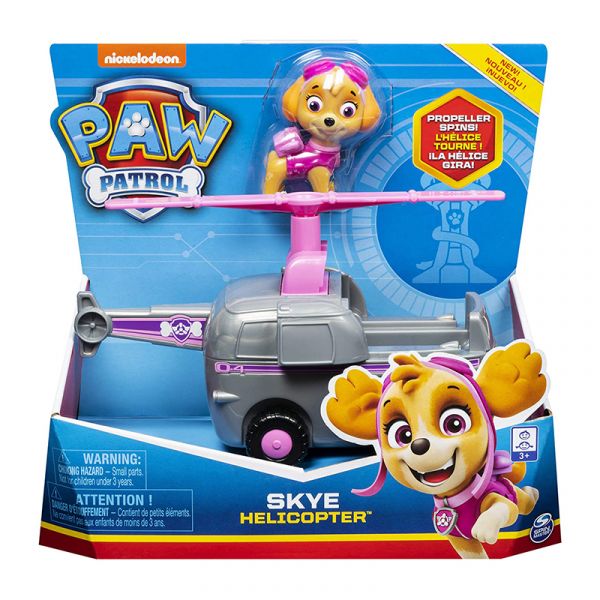 nickelodeon
PAW
PATROL
NEW!
NOUVEAU !
¡NUEVO!
PROPELLER
SPINS!
L'HÉLICE
TOURNE !
¡LA HÉLICE
GIRA!
04
WARNING:
CHOKING HAZARD – Small parts.
Not for children under 3 years.
ATTENTION !
DANGER D'ÉTOUFFEMENT – Contient de petits éléments.
Ne convient pas aux enfants de moins de 3 ans.
SKYE
HELICOPTER™
3+
SPIN MASTER